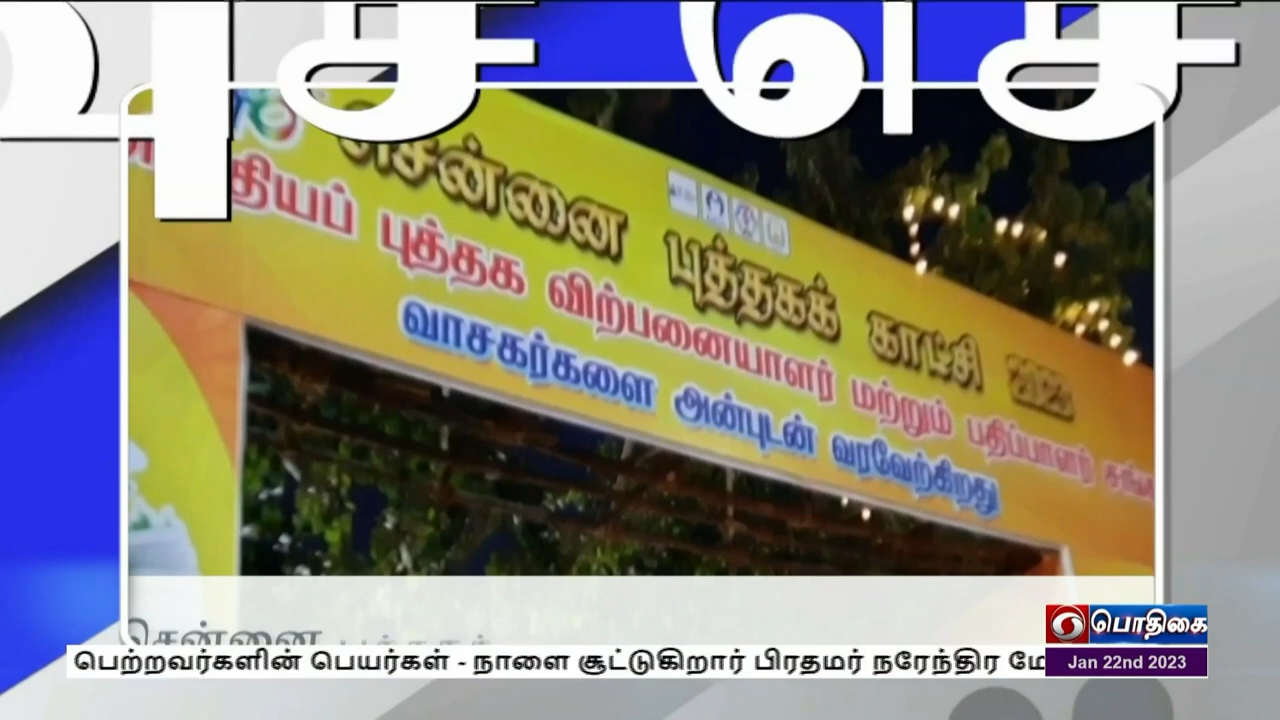 சென்னை புத்தகக் காட்சி 2023
தியப் புத்தக விற்பனையாளர் மற்றும் பதிப்பாளர்
வாசகர்களை அன்புடன் வரவேற்கிறது
சென்னை
பொதிகை
பெற்றவர்களின் பெயர்கள் - நாளை சூட்டுகிறார் பிரதமர் நரேந்திர மோ
Jan 22nd 2023